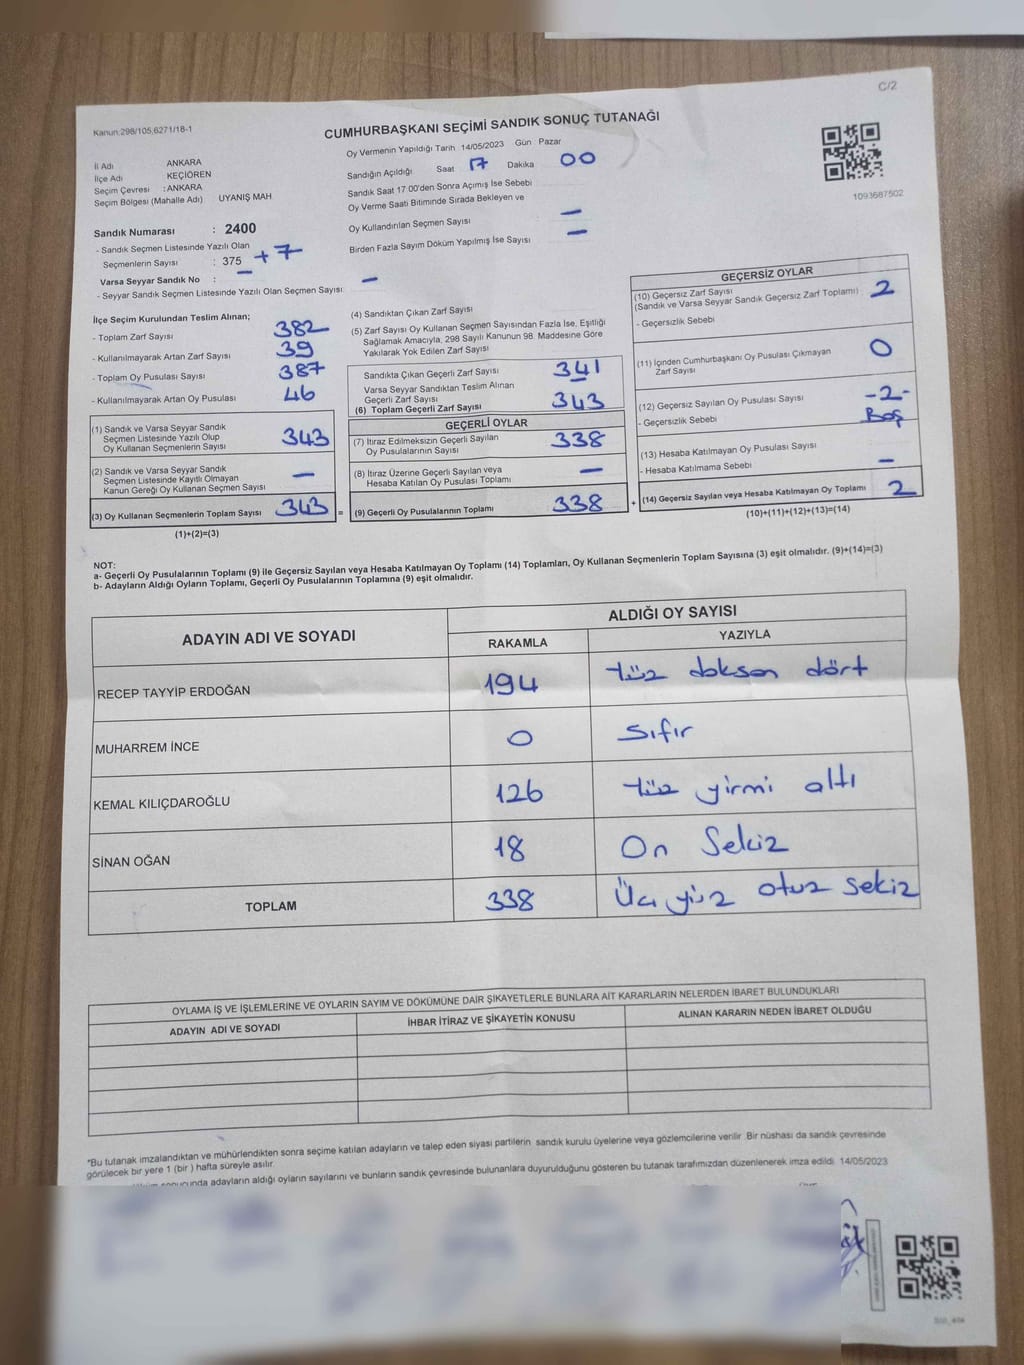 C/2
Kanun:298/105,6271/18-1
CUMHURBAŞKANI SEÇİMİ SANDIK SONUÇ TUTANAĞI
Oy Vermenin Yapıldığı Tarih 14/05/2023 Gün Pazar
İl Adı ANKARA
İlçe Adı KEÇİÖREN
Seçim Çevresi : ANKARA
Seçim Bölgesi (Mahalle Adı) UYANIŞ MAH
Sandığın Açıldığı Saat 17 Dakika 00
Sandık Saat 17:00'den Sonra Açılmış İse Sebebi
Oy Verme Saati Bitiminde Sırada Bekleyen ve
Oy Kullandırılan Seçmen Sayısı –
Birden Fazla Sayım Döküm Yapılmış İse Sayısı –
1093687502
Sandık Numarası : 2400
- Sandık Seçmen Listesinde Yazılı Olan
Seçmenlerin Sayısı : 375 +7
Varsa Seyyar Sandık No : –
- Seyyar Sandık Seçmen Listesinde Yazılı Olan Seçmen Sayısı: –
İlçe Seçim Kurulundan Teslim Alınan;
- Toplam Zarf Sayısı 382
- Kullanılmayarak Artan Zarf Sayısı 39
- Toplam Oy Pusulası Sayısı 387
- Kullanılmayarak Artan Oy Pusulası 46
(1) Sandık ve Varsa Seyyar Sandık
Seçmen Listesinde Yazılı Olup
Oy Kullanan Seçmenlerin Sayısı 343
(2) Sandık ve Varsa Seyyar Sandık
Seçmen Listesinde Kayıtlı Olmayan
Kanun Gereği Oy Kullanan Seçmen Sayısı –
(3) Oy Kullanan Seçmenlerin Toplam Sayısı 343 =
(1)+(2)=(3)
(4) Sandıktan Çıkan Zarf Sayısı
(5) Zarf Sayısı Oy Kullanan Seçmen Sayısından Fazla İse, Eşitliği
Sağlamak Amacıyla, 298 Sayılı Kanunun 98. Maddesine Göre
Yakılarak Yok Edilen Zarf Sayısı
Sandıkta Çıkan Geçerli Zarf Sayısı 341
Varsa Seyyar Sandıktan Teslim Alınan
Geçerli Zarf Sayısı
(6) Toplam Geçerli Zarf Sayısı 343
GEÇERLİ OYLAR
(7) İtiraz Edilmeksizin Geçerli Sayılan
Oy Pusulalarının Sayısı 338
(8) İtiraz Üzerine Geçerli Sayılan veya
Hesaba Katılan Oy Pusulası Toplamı –
(9) Geçerli Oy Pusulalarının Toplamı 338 +
GEÇERSİZ OYLAR
(10) Geçersiz Zarf Sayısı
(Sandık ve Varsa Seyyar Sandık Geçersiz Zarf Toplamı) 2
- Geçersizlik Sebebi
(11) İçinden Cumhurbaşkanı Oy Pusulası Çıkmayan
Zarf Sayısı 0
(12) Geçersiz Sayılan Oy Pusulası Sayısı -2-
- Geçersizlik Sebebi Boş
(13) Hesaba Katılmayan Oy Pusulası Sayısı
- Hesaba Katılmama Sebebi –
(14) Geçersiz Sayılan veya Hesaba Katılmayan Oy Toplamı 2
(10)+(11)+(12)+(13)=(14)
NOT:
a- Geçerli Oy Pusulalarının Toplamı (9) ile Geçersiz Sayılan veya Hesaba Katılmayan Oy Toplamı (14) Toplamları, Oy Kullanan Seçmenlerin Toplam Sayısına (3) eşit olmalıdır. (9)+(14)=(3)
b- Adayların Aldığı Oyların Toplamı, Geçerli Oy Pusulalarının Toplamına (9) eşit olmalıdır.
ADAYIN ADI VE SOYADI
ALDIĞI OY SAYISI
RAKAMLA YAZIYLA
RECEP TAYYİP ERDOĞAN 194 Yüz doksan dört
MUHARREM İNCE 0 Sıfır
KEMAL KILIÇDAROĞLU 126 Yüz yirmi altı
SİNAN OĞAN 18 On Sekiz
TOPLAM 338 Üç yüz otuz sekiz
OYLAMA İŞ VE İŞLEMLERİNE VE OYLARIN SAYIM VE DÖKÜMÜNE DAİR ŞİKAYETLERLE BUNLARA AİT KARARLARIN NELERDEN İBARET BULUNDUKLARI
ADAYIN ADI VE SOYADI İHBAR İTİRAZ VE ŞİKAYETİN KONUSU ALINAN KARARIN NEDEN İBARET OLDUĞU
*Bu tutanak imzalandıktan ve mühürlendikten sonra seçime katılan adayların ve talep eden siyasi partilerin sandık kurulu üyelerine veya gözlemcilerine verilir. Bir nüshası da sandık çevresinde
görülecek bir yere 1 (bir) hafta süreyle asılır.
sonucunda adayların aldığı oyların sayılarını ve bunların sandık çevresinde bulunanlara duyurulduğunu gösteren bu tutanak tarafımızdan düzenlenerek imza edildi. 14/05/2023